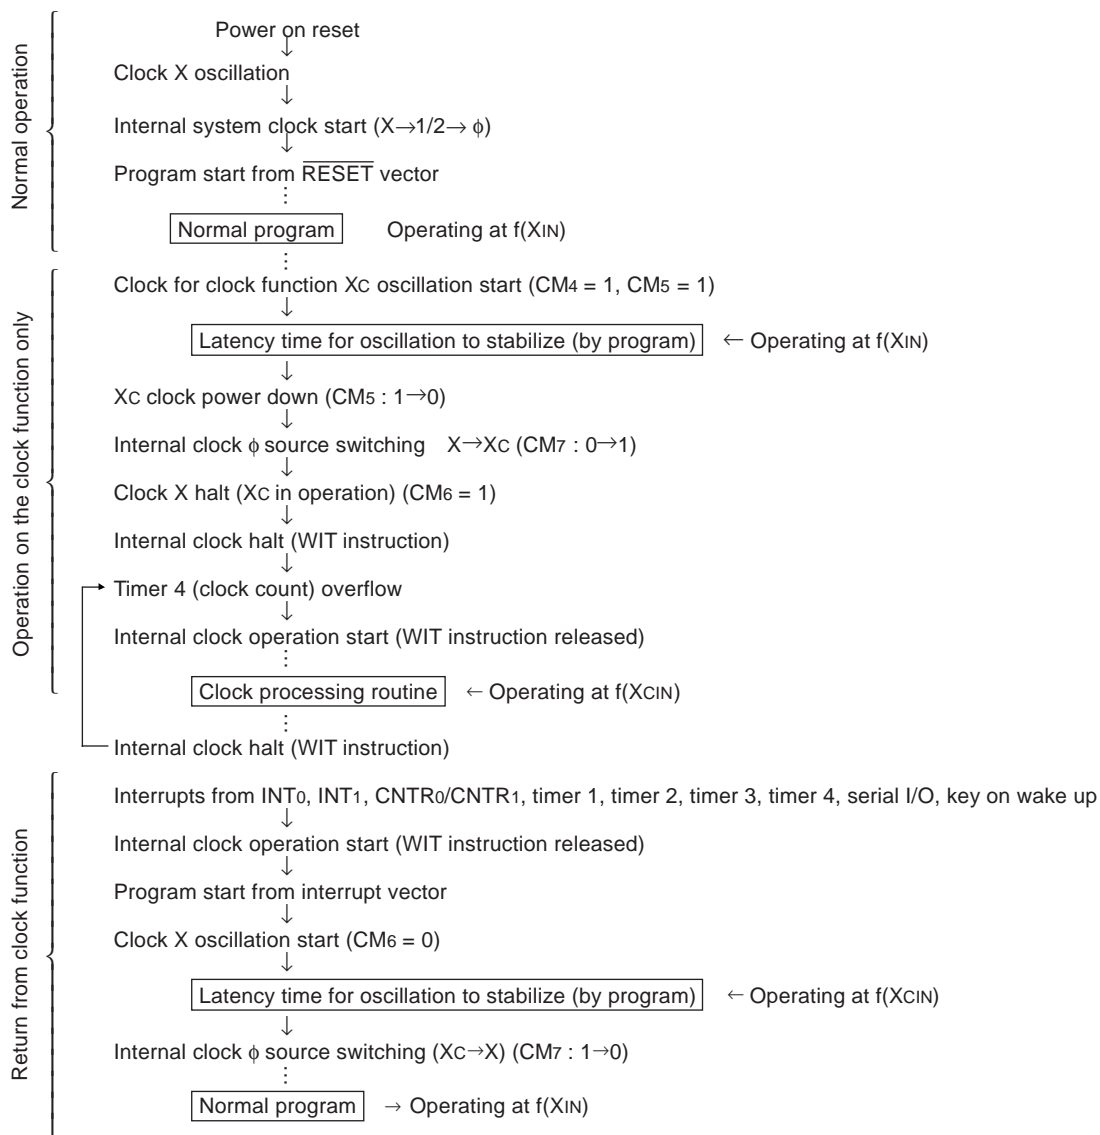 Normal operation
Power on reset
↓
Clock X oscillation
↓
Internal system clock start (X→1/2→ ϕ)
↓
Program start from RESET vector
⋮
Normal program Operating at f(XIN)
⋮
Operation on the clock function only
Clock for clock function XC oscillation start (CM4 = 1, CM5 = 1)
↓
Latency time for oscillation to stabilize (by program) ← Operating at f(XIN)
↓
XC clock power down (CM5 : 1→0)
↓
Internal clock ϕ source switching X→XC (CM7 : 0→1)
↓
Clock X halt (XC in operation) (CM6 = 1)
↓
Internal clock halt (WIT instruction)
↓
Timer 4 (clock count) overflow
↓
Internal clock operation start (WIT instruction released)
⋮
Clock processing routine ← Operating at f(XCIN)
⋮
Internal clock halt (WIT instruction)
Return from clock function
Interrupts from INT0, INT1, CNTR0/CNTR1, timer 1, timer 2, timer 3, timer 4, serial I/O, key on wake up
↓
Internal clock operation start (WIT instruction released)
↓
Program start from interrupt vector
↓
Clock X oscillation start (CM6 = 0)
↓
Latency time for oscillation to stabilize (by program) ← Operating at f(XCIN)
↓
Internal clock ϕ source switching (XC→X) (CM7 : 1→0)
⋮
Normal program → Operating at f(XIN)